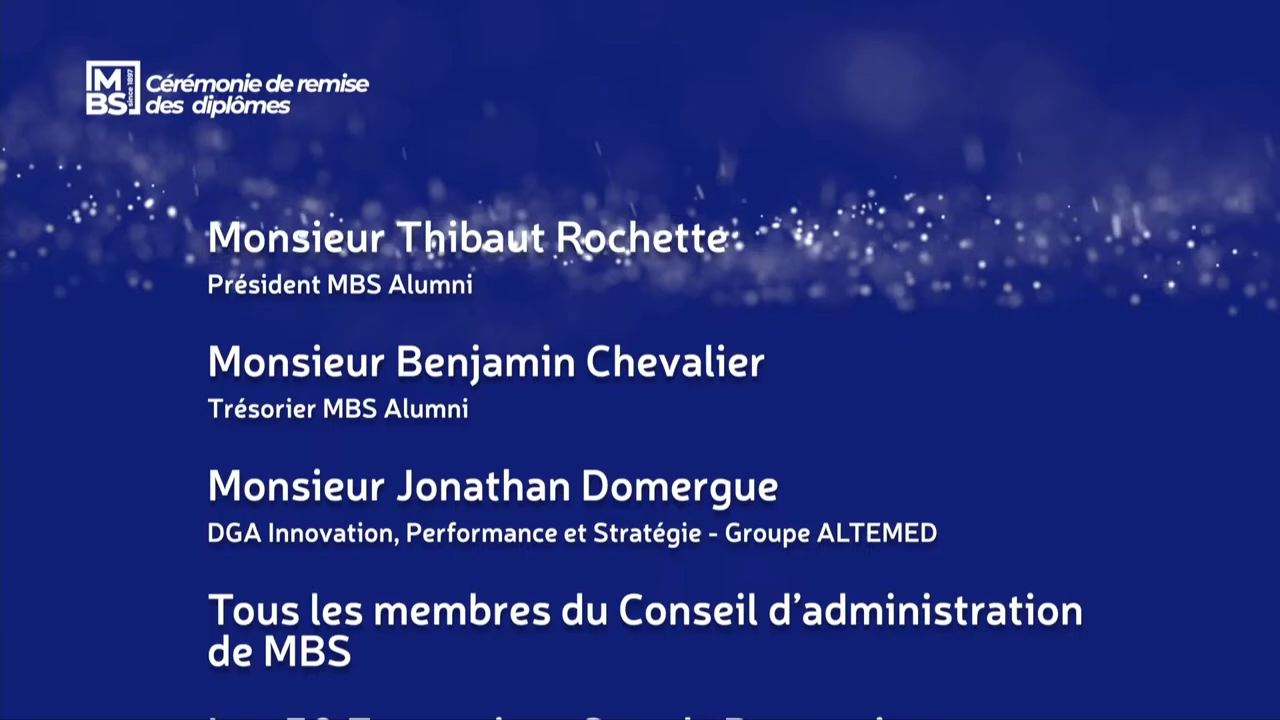 MBS since 1897
Cérémonie de remise
des diplômes
Monsieur Thibaut Rochette
Président MBS Alumni
Monsieur Benjamin Chevalier
Trésorier MBS Alumni
Monsieur Jonathan Domergue
DGA Innovation, Performance et Stratégie - Groupe ALTEMED
Tous les membres du Conseil d’administration
de MBS